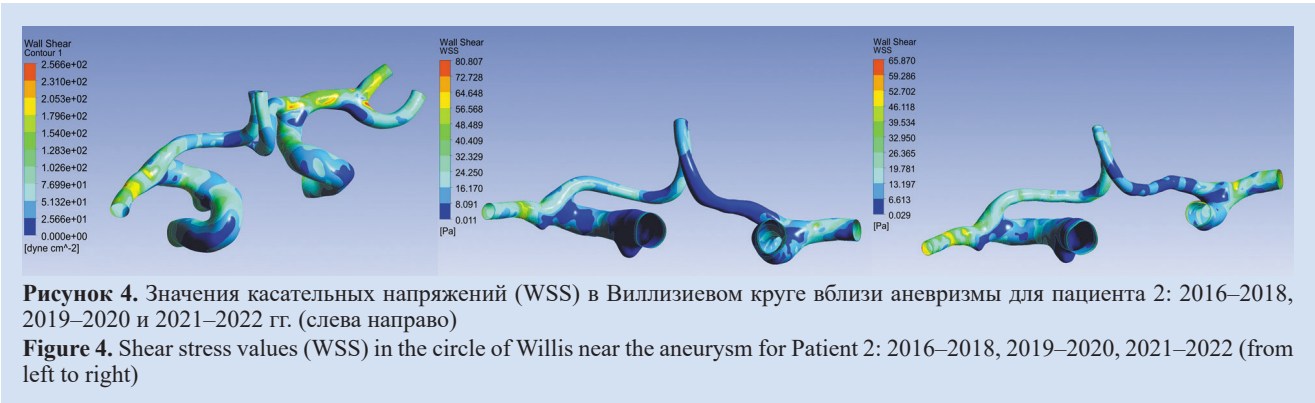 Wall Shear
Contour 1
2.566e+02
2.310e+02
2.053e+02
1.796e+02
1.540e+02
1.283e+02
1.026e+02
7.699e+01
5.132e+01
2.566e+01
0.000e+00
[dyne cm^-2]
Wall Shear
WSS
80.807
72.728
64.648
56.568
48.489
40.409
32.329
24.250
16.170
8.091
0.011
[Pa]
Wall Shear
WSS
65.870
59.286
52.702
46.118
39.534
32.950
26.365
19.781
13.197
6.613
0.029
[Pa]
Рисунок 4. Значения касательных напряжений (WSS) в Виллизиевом круге вблизи аневризмы для пациента 2: 2016–2018,
2019–2020 и 2021–2022 гг. (слева направо)
Figure 4. Shear stress values (WSS) in the circle of Willis near the aneurysm for Patient 2: 2016–2018, 2019–2020, 2021–2022 (from
left to right)